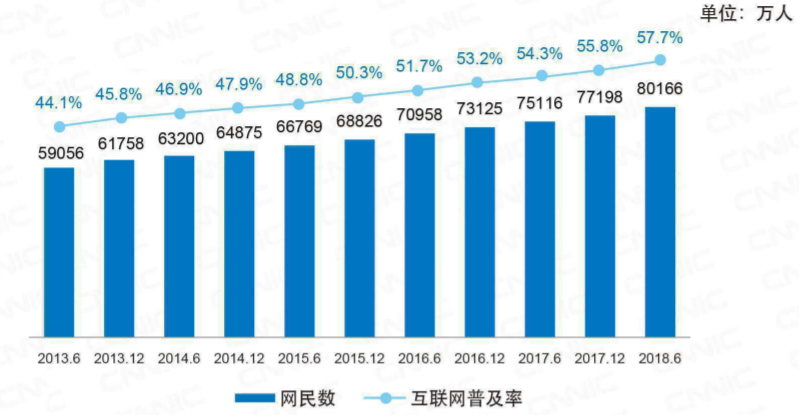 单位：万人
44.1% 45.8% 46.9% 47.9% 48.8% 50.3% 51.7% 53.2% 54.3% 55.8% 57.7%
59056 61758 63200 64875 66769 68826 70958 73125 75116 77198 80166
2013.6 2013.12 2014.6 2014.12 2015.6 2015.12 2016.6 2016.12 2017.6 2017.12 2018.6
网民数 互联网普及率
CNNIC